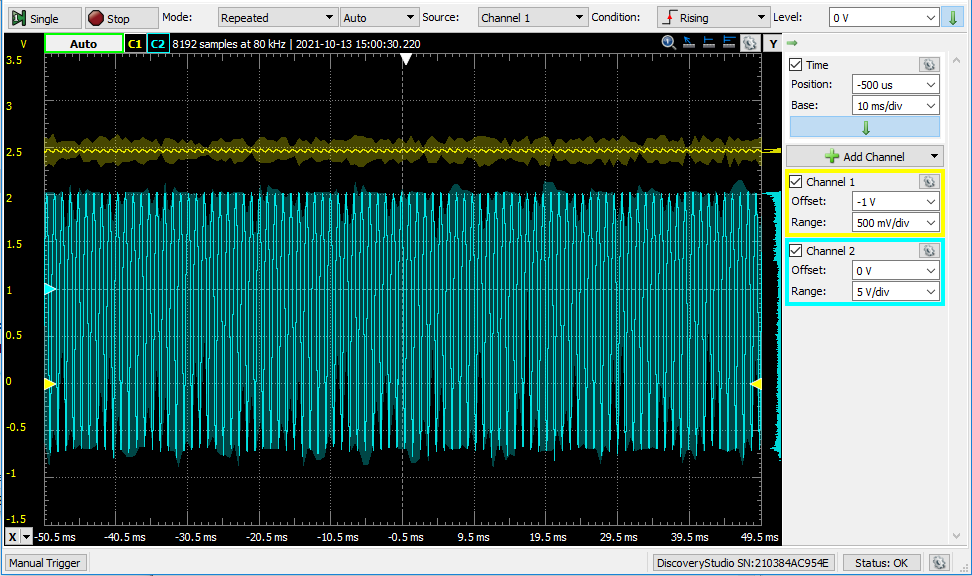 Single Stop Mode: Repeated Auto Source: Channel 1 Condition: Rising Level: 0 V
V Auto C1 C2 8192 samples at 80 kHz | 2021-10-13 15:00:30.220 Y
3.5
3
2.5
2
1.5
1
0.5
0
-0.5
-1
-1.5
X -50.5 ms -40.5 ms -30.5 ms -20.5 ms -10.5 ms -0.5 ms 9.5 ms 19.5 ms 29.5 ms 39.5 ms 49.5 ms
Time
Position: -500 us
Base: 10 ms/div
Add Channel
Channel 1
Offset: -1 V
Range: 500 mV/div
Channel 2
Offset: 0 V
Range: 5 V/div
Manual Trigger DiscoveryStudio SN:210384AC954E Status: OK